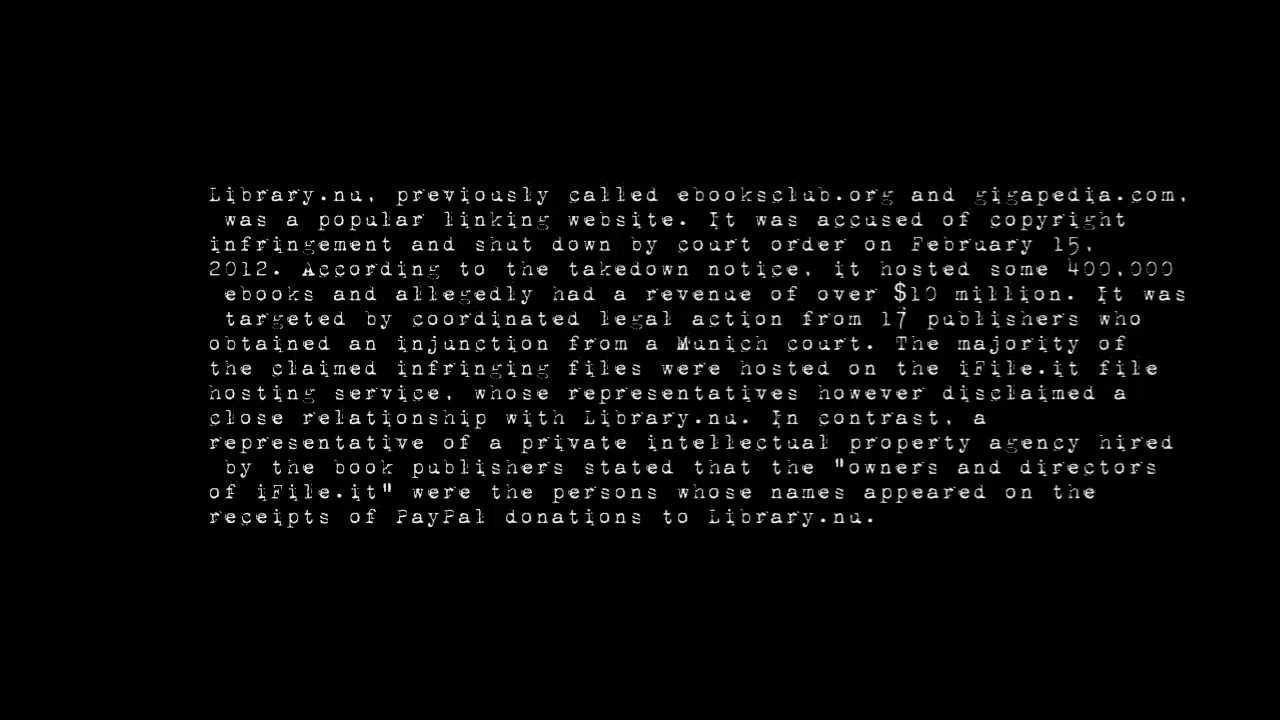 Library.nu, previously called ebooksclub.org and gigapedia.com,
was a popular linking website. It was accused of copyright
infringement and shut down by court order on February 15,
2012. According to the takedown notice, it hosted some 400,000
ebooks and allegedly had a revenue of over $10 million. It was
targeted by coordinated legal action from 17 publishers who
obtained an injunction from a Munich court. The majority of
the claimed infringing files were hosted on the iFile.it file
hosting service, whose representatives however disclaimed a
close relationship with Library.nu. In contrast, a
representative of a private intellectual property agency hired
by the book publishers stated that the "owners and directors
of iFile.it" were the persons whose names appeared on the
receipts of PayPal donations to Library.nu.